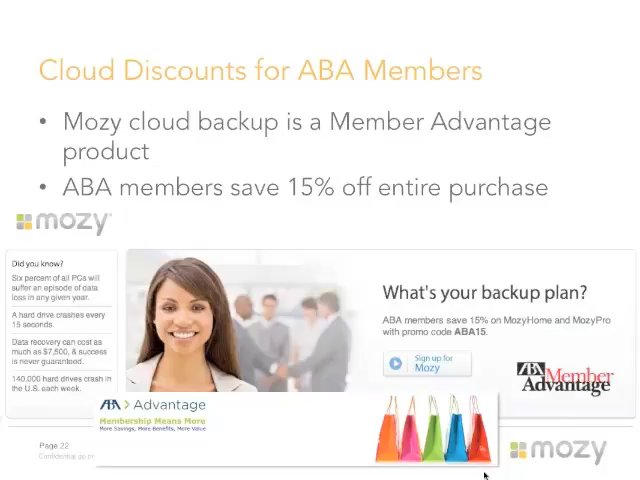 Cloud Discounts for ABA Members
• Mozy cloud backup is a Member Advantage
product
• ABA members save 15% off entire purchase
mozy
Did you know?
Six percent of all PCs will
suffer an episode of data
loss in any given year.
A hard drive crashes every
15 seconds.
Data recovery can cost as
much as $7,500, & success
is never guaranteed.
140,000 hard drives crash in
the U.S. each week.
What's your backup plan?
ABA members save 15% on MozyHome and MozyPro
with promo code ABA15.
Sign up for
Mozy
ABA Member
Advantage
ABA > Advantage
Membership Means More
More Savings, More Benefits, More Value
Page 22
Confidential
mozy